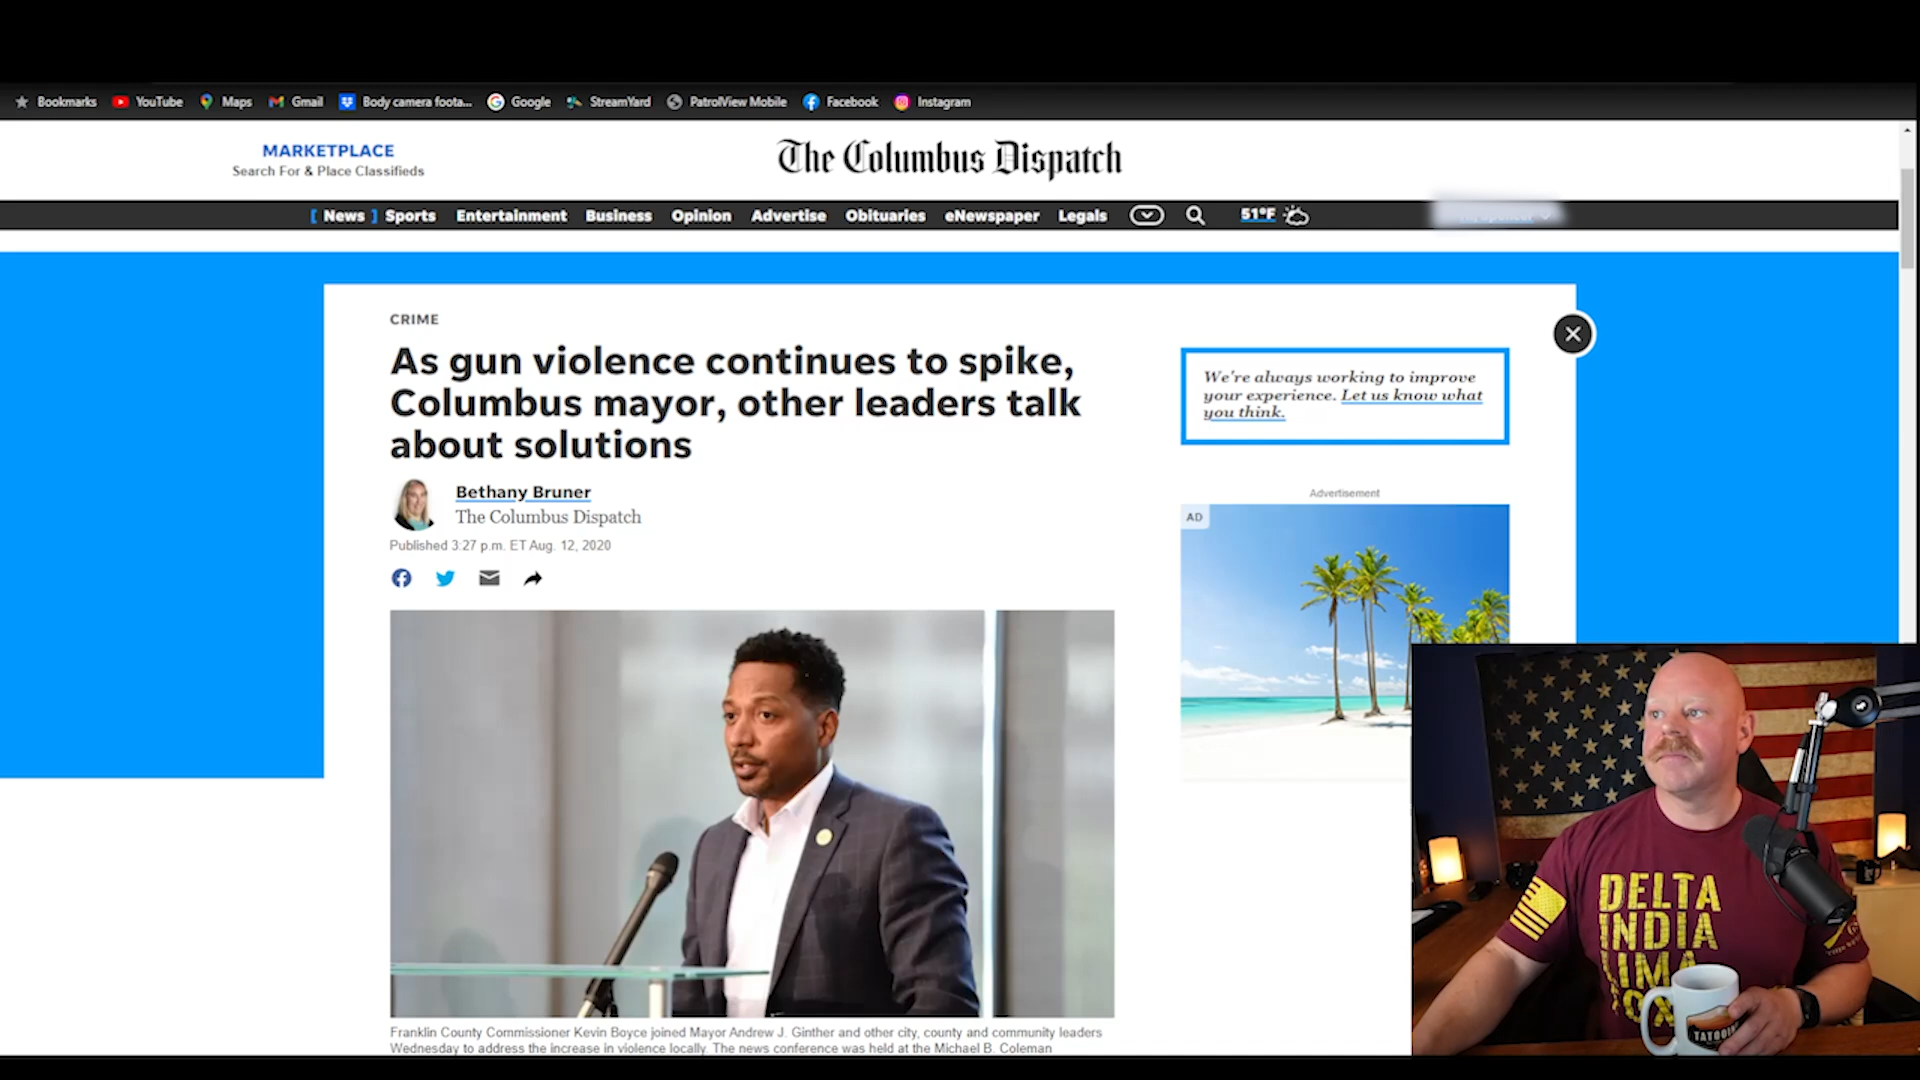 Bookmarks YouTube Maps Gmail Body camera foota... Google StreamYard PatrolView Mobile Facebook Instagram
MARKETPLACE
Search For & Place Classifieds
The Columbus Dispatch
[ News ] Sports Entertainment Business Opinion Advertise Obituaries eNewspaper Legals 51°F
CRIME
As gun violence continues to spike,
Columbus mayor, other leaders talk
about solutions
Bethany Bruner
The Columbus Dispatch
Published 3:27 p.m. ET Aug. 12, 2020
We're always working to improve
your experience. Let us know what
you think.
Advertisement
AD
Franklin County Commissioner Kevin Boyce joined Mayor Andrew J. Ginther and other city, county and community leaders
Wednesday to address the increase in violence locally. The news conference was held at the Michael B. Coleman
DELTA
INDIA
LIMA